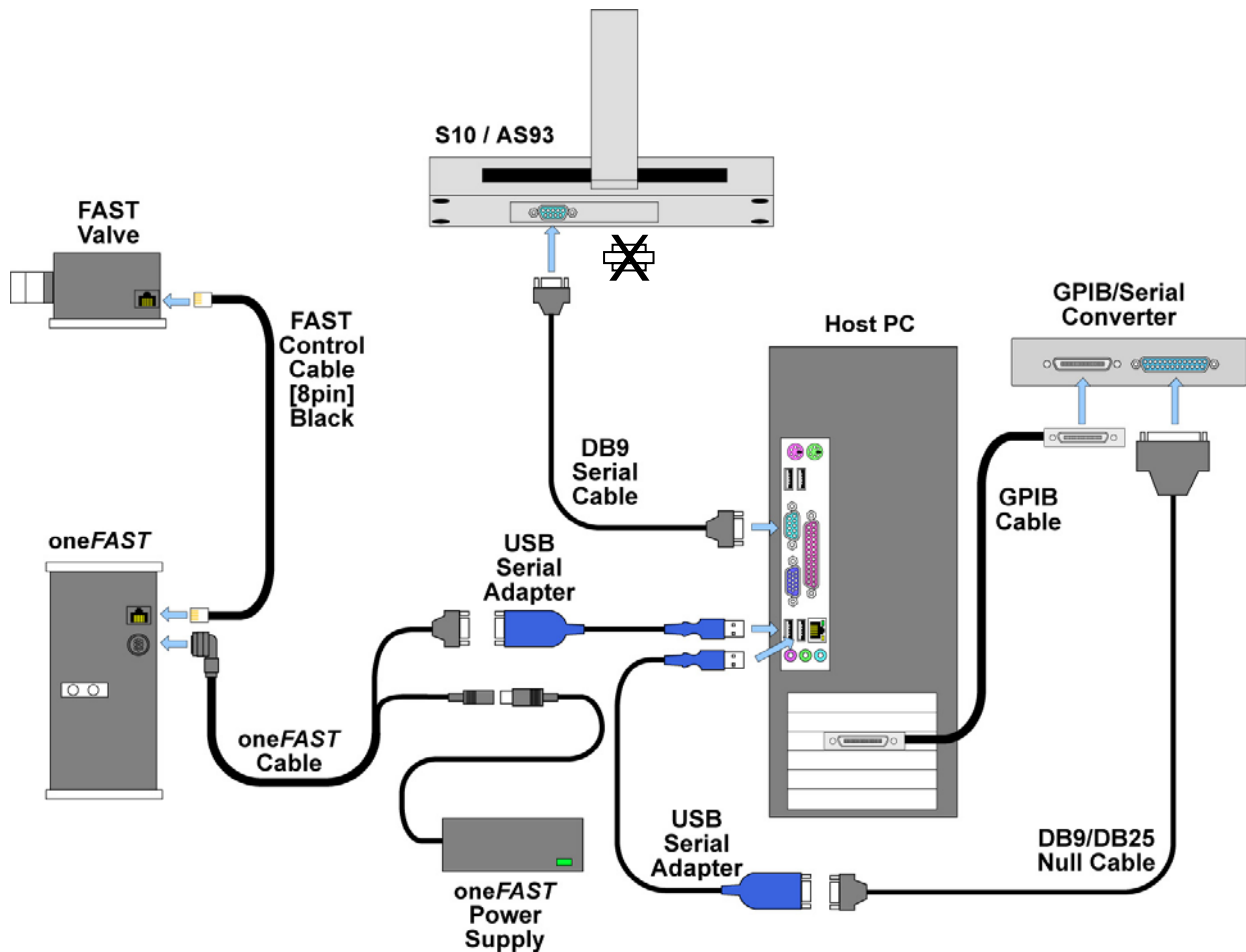 S10 / AS93
FAST
Valve
FAST
Control
Cable
[8pin]
Black
Host PC
GPIB/Serial
Converter
DB9
Serial
Cable
GPIB
Cable
oneFAST
USB
Serial
Adapter
oneFAST
Cable
USB
Serial
Adapter
DB9/DB25
Null Cable
oneFAST
Power
Supply